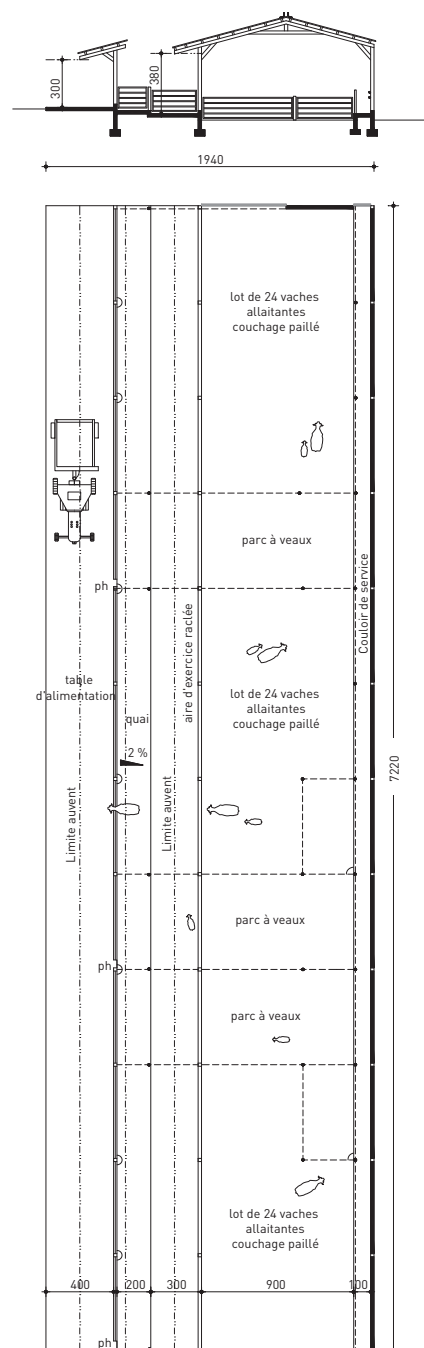 300
380
1940
lot de 24 vaches
allaitantes
couchage paillé
parc à veaux
Couloir de service
ph
aire d'exercice raclée
table
d'alimentation
quai
lot de 24 vaches
allaitantes
couchage paillé
2 %
7220
Limite auvent
Limite auvent
parc à veaux
ph
parc à veaux
lot de 24 vaches
allaitantes
couchage paillé
400
200
300
900
100
ph